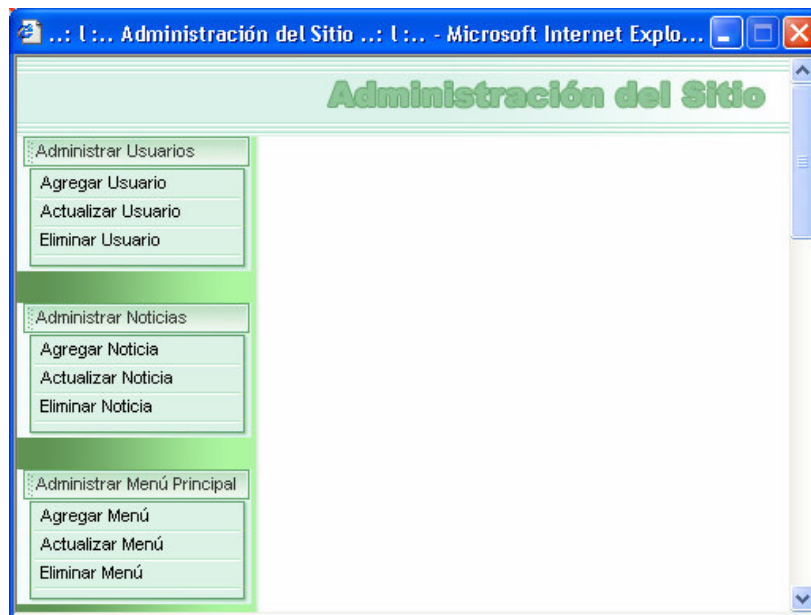 ..: l :.. Administración del Sitio ..: l :.. - Microsoft Internet Explo...
Administración del Sitio
Administrar Usuarios
Agregar Usuario
Actualizar Usuario
Eliminar Usuario
Administrar Noticias
Agregar Noticia
Actualizar Noticia
Eliminar Noticia
Administrar Menú Principal
Agregar Menú
Actualizar Menú
Eliminar Menú